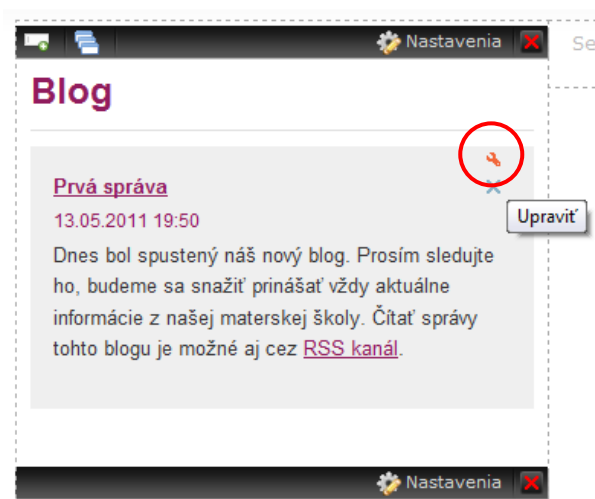 Nastavenia
Se
Blog
Prvá správa
13.05.2011 19:50
Upraviť
Dnes bol spustený náš nový blog. Prosím sledujte
ho, budeme sa snažiť prinášať vždy aktuálne
informácie z našej materskej školy. Čítať správy
tohto blogu je možné aj cez RSS kanál.
Nastavenia